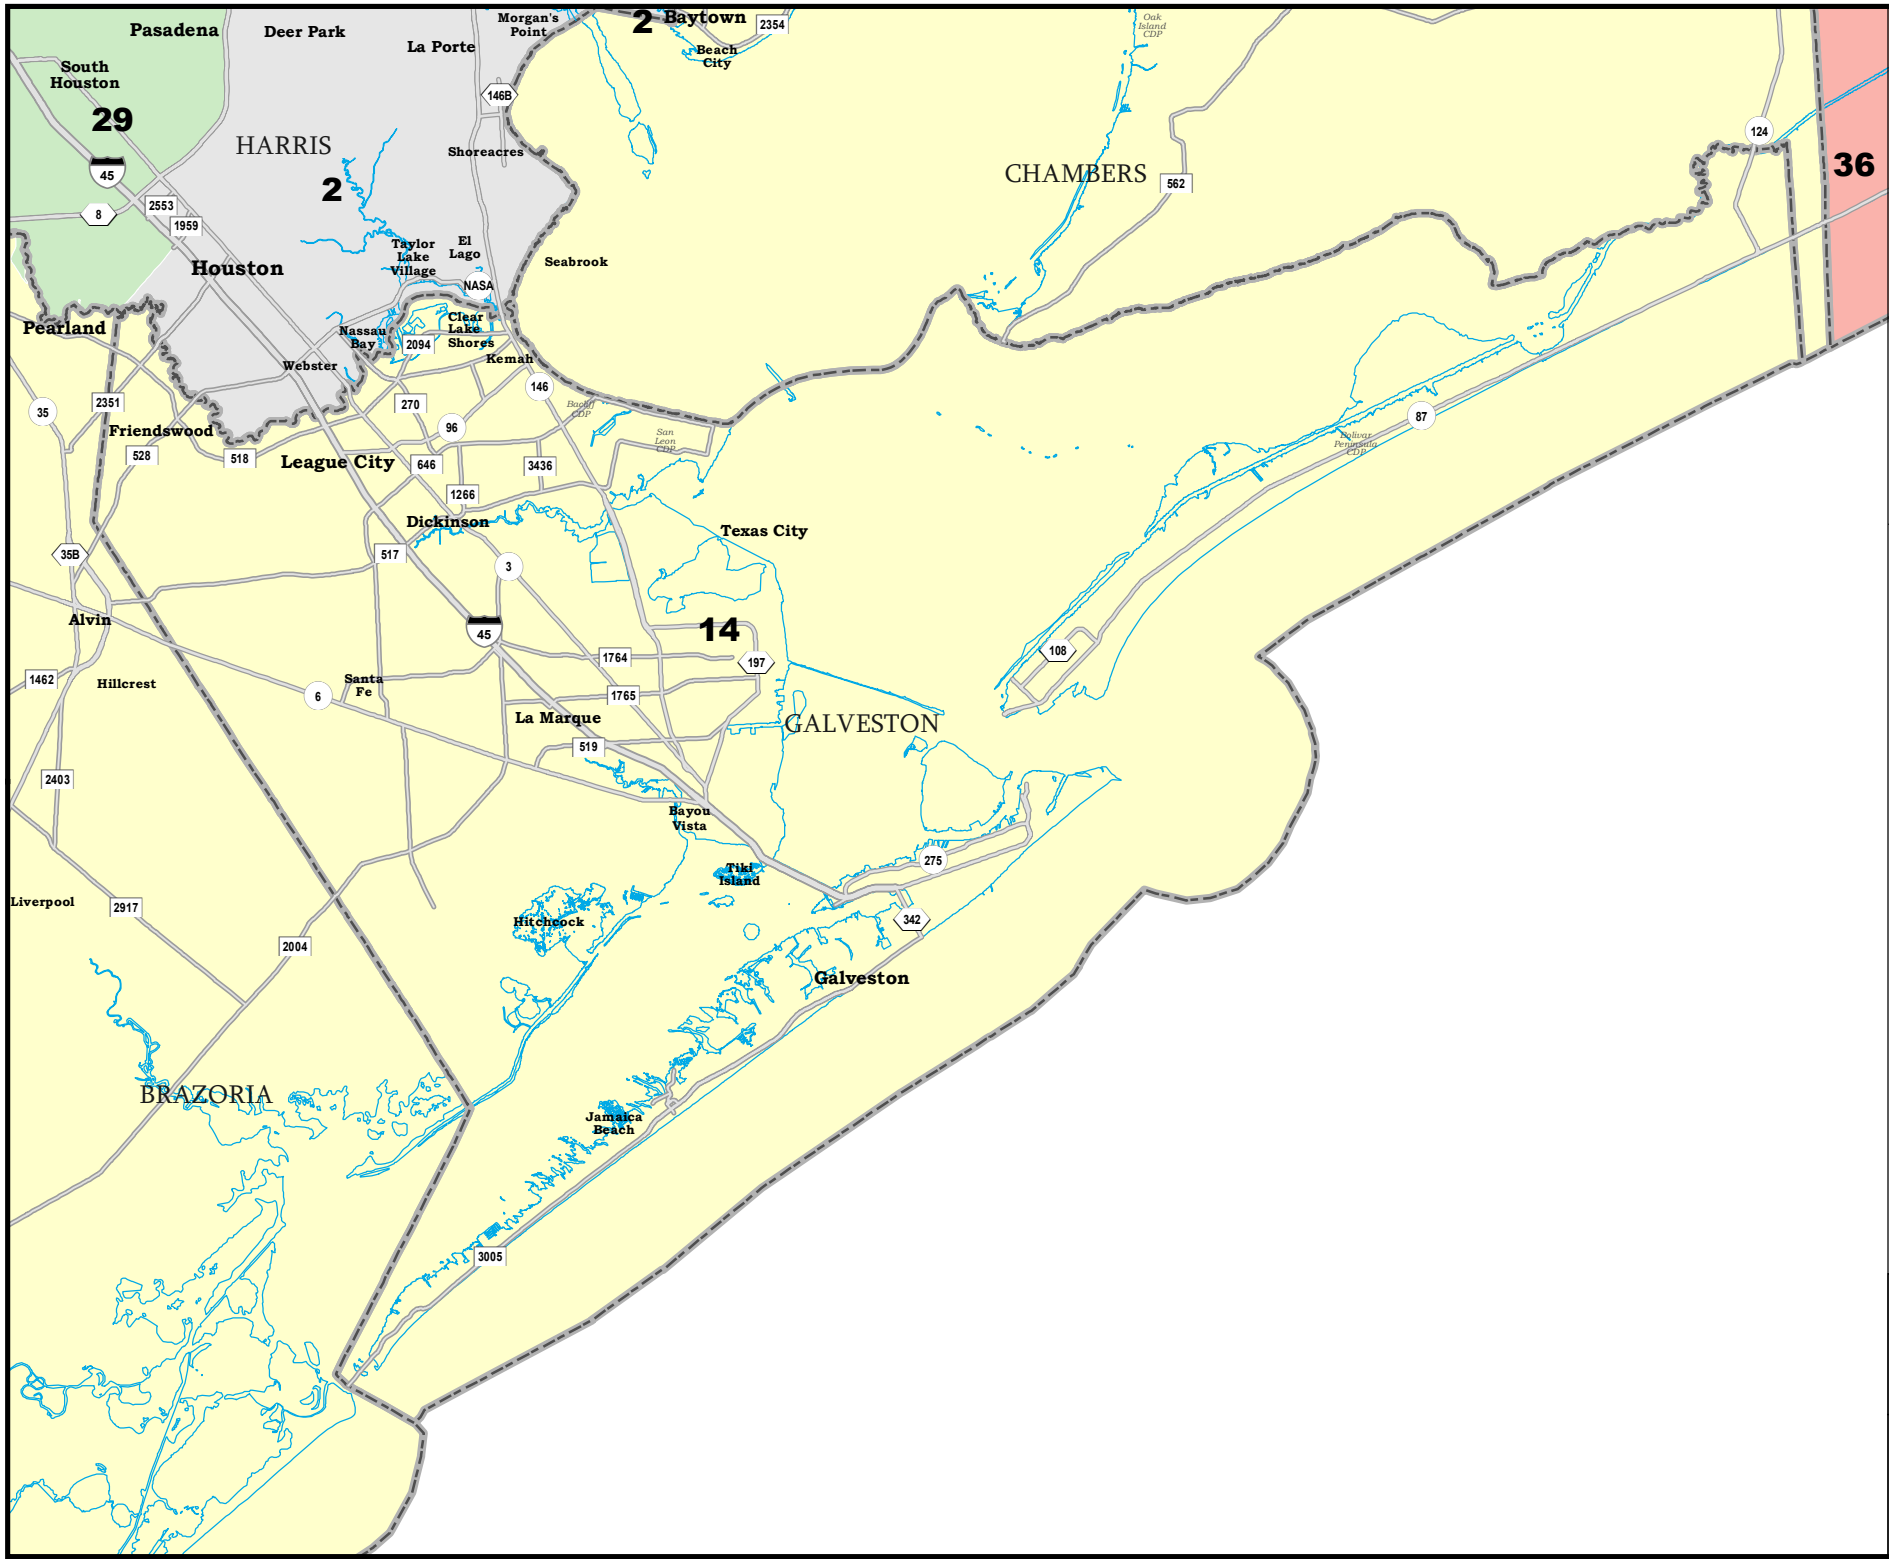 Pasadena
Deer Park
La Porte
Morgan's
Point
2
Baytown
2354
Beach
City
Oak
Island
CDP
South
Houston
29
146B
HARRIS
Shoreacres
124
36
CHAMBERS
562
45
2
8
2553
1959
Houston
Taylor
Lake
Village
El
Lago
Seabrook
NASA
Pearland
Nassau
Bay
Clear
Lake
Shores
2094
Kemah
Webster
146
35
2351
270
Bacliff
CDP
96
87
Friendswood
San
Leon
CDP
Bolivar
Peninsula
CDP
528
518
League City
646
3436
1266
Dickinson
Texas City
35B
517
3
Alvin
45
14
1764
197
108
1462
Hillcrest
6
Santa
Fe
1765
La Marque
GALVESTON
519
2403
Bayou
Vista
275
Tiki
Island
Liverpool
2917
Hitchcock
342
2004
Galveston
BRAZORIA
Jamaica
Beach
3005